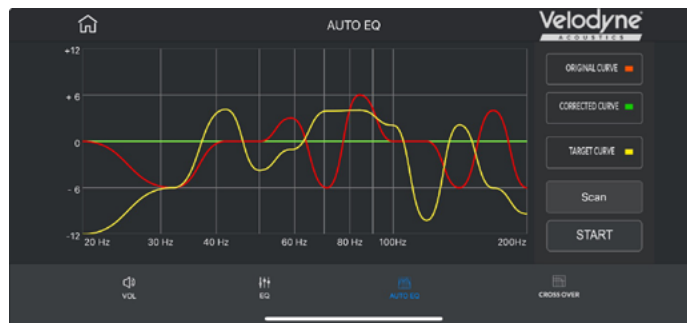 AUTO EQ
Velodyne
ACOUSTICS
+12
+ 6
0
- 6
-12
20 Hz 30 Hz 40 Hz 60 Hz 80 Hz 100Hz 200Hz
ORIGINAL CURVE
CORRECTED CURVE
TARGET CURVE
Scan
START
VOL EQ AUTO EQ CROSS OVER